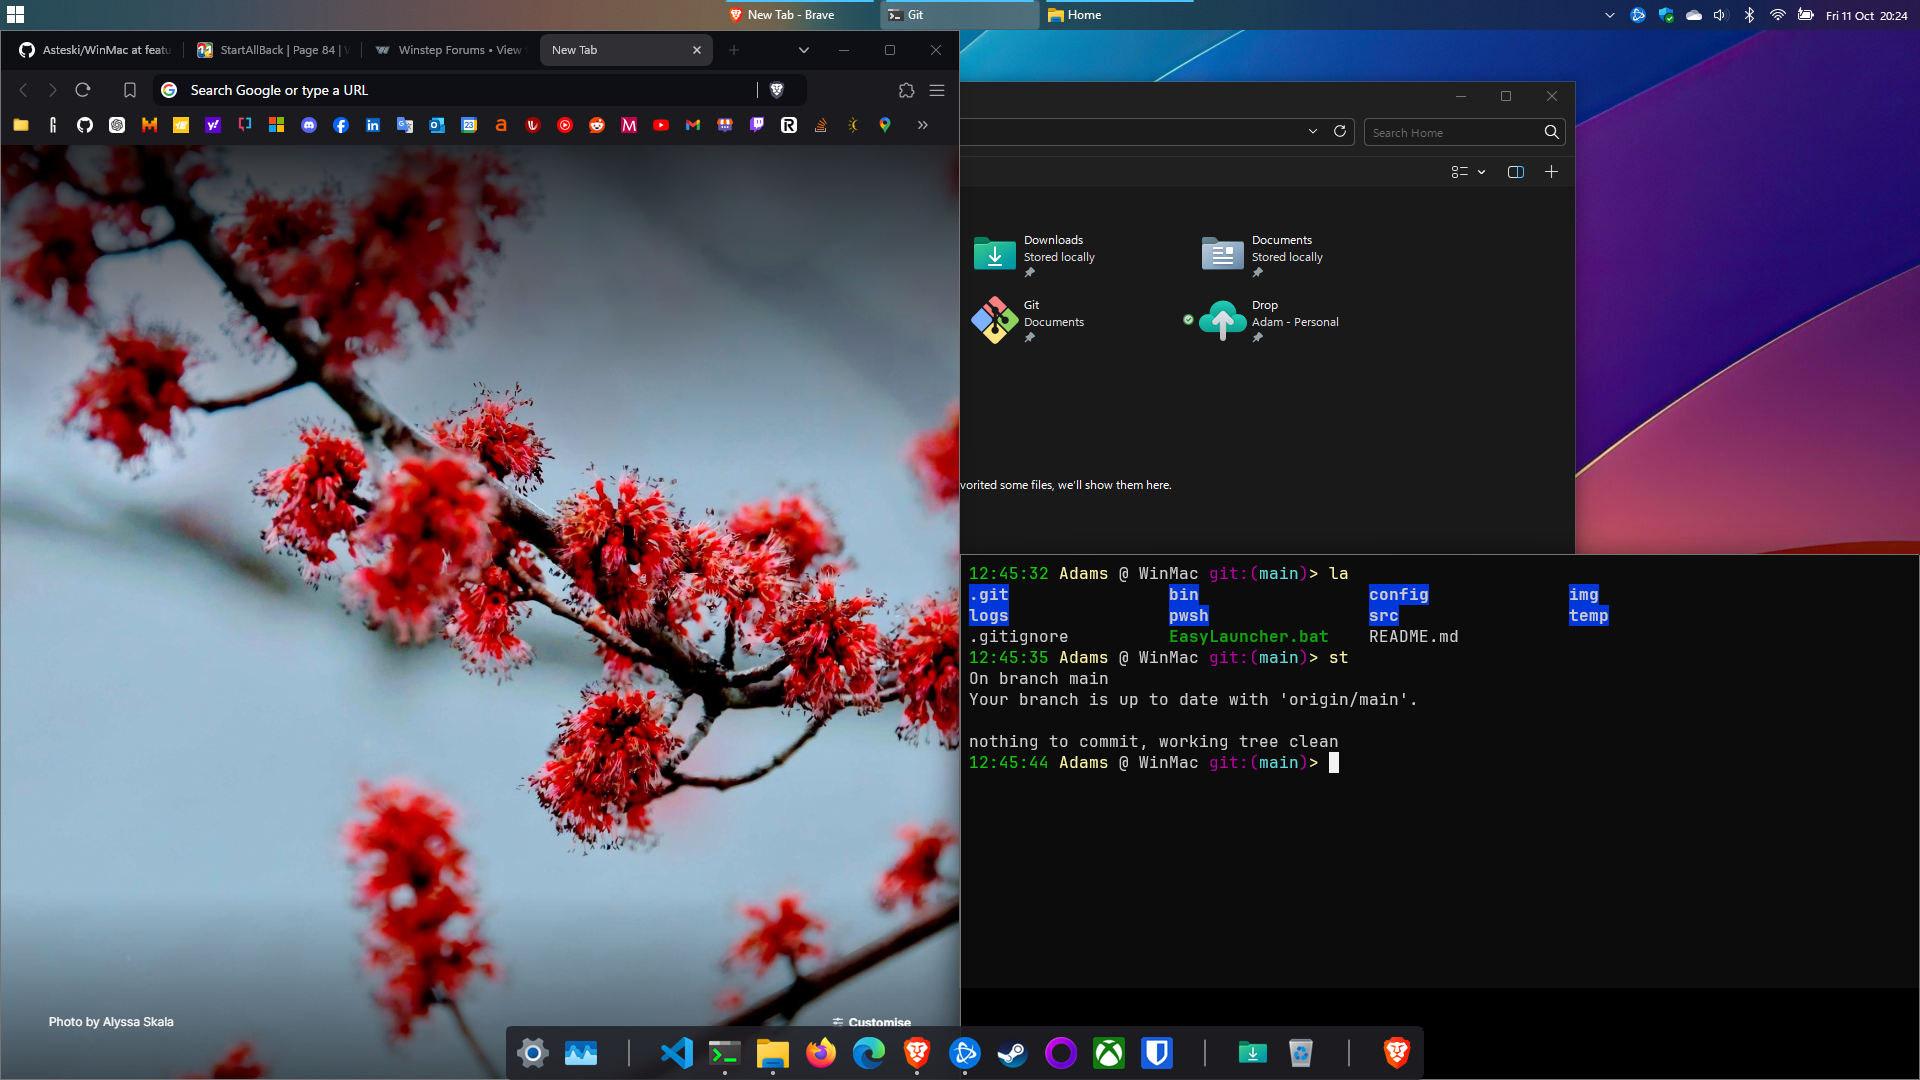 New Tab - Brave
Git
Home
Fri 11 Oct 20:24
Asteski/WinMac at featu
StartAllBack | Page 84 |
Winstep Forums • View
New Tab
Search Google or type a URL
Search Home
Downloads
Stored locally
Documents
Stored locally
Git
Documents
Drop
Adam - Personal
vorited some files, we'll show them here.
12:45:32 Adams @ WinMac git:(main)> la
.git bin config img
logs pwsh src temp
.gitignore EasyLauncher.bat README.md
12:45:35 Adams @ WinMac git:(main)> st
On branch main
Your branch is up to date with 'origin/main'.
nothing to commit, working tree clean
12:45:44 Adams @ WinMac git:(main)>
Photo by Alyssa Skala
Customise